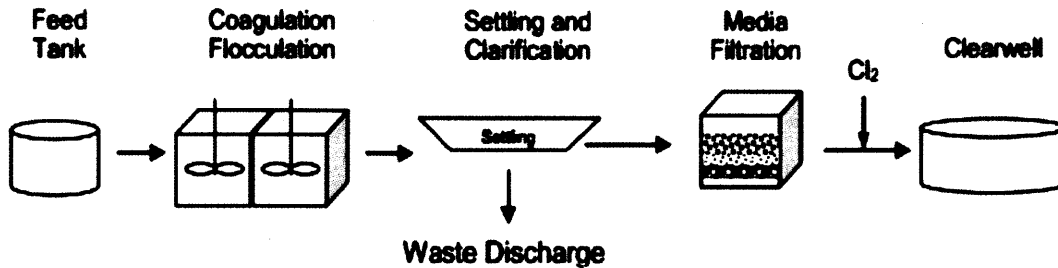 Feed
Tank
Coagulation
Flocculation
Settling and
Clarification
Media
Filtration
Cl₂
Clearwell
Settling
Waste Discharge